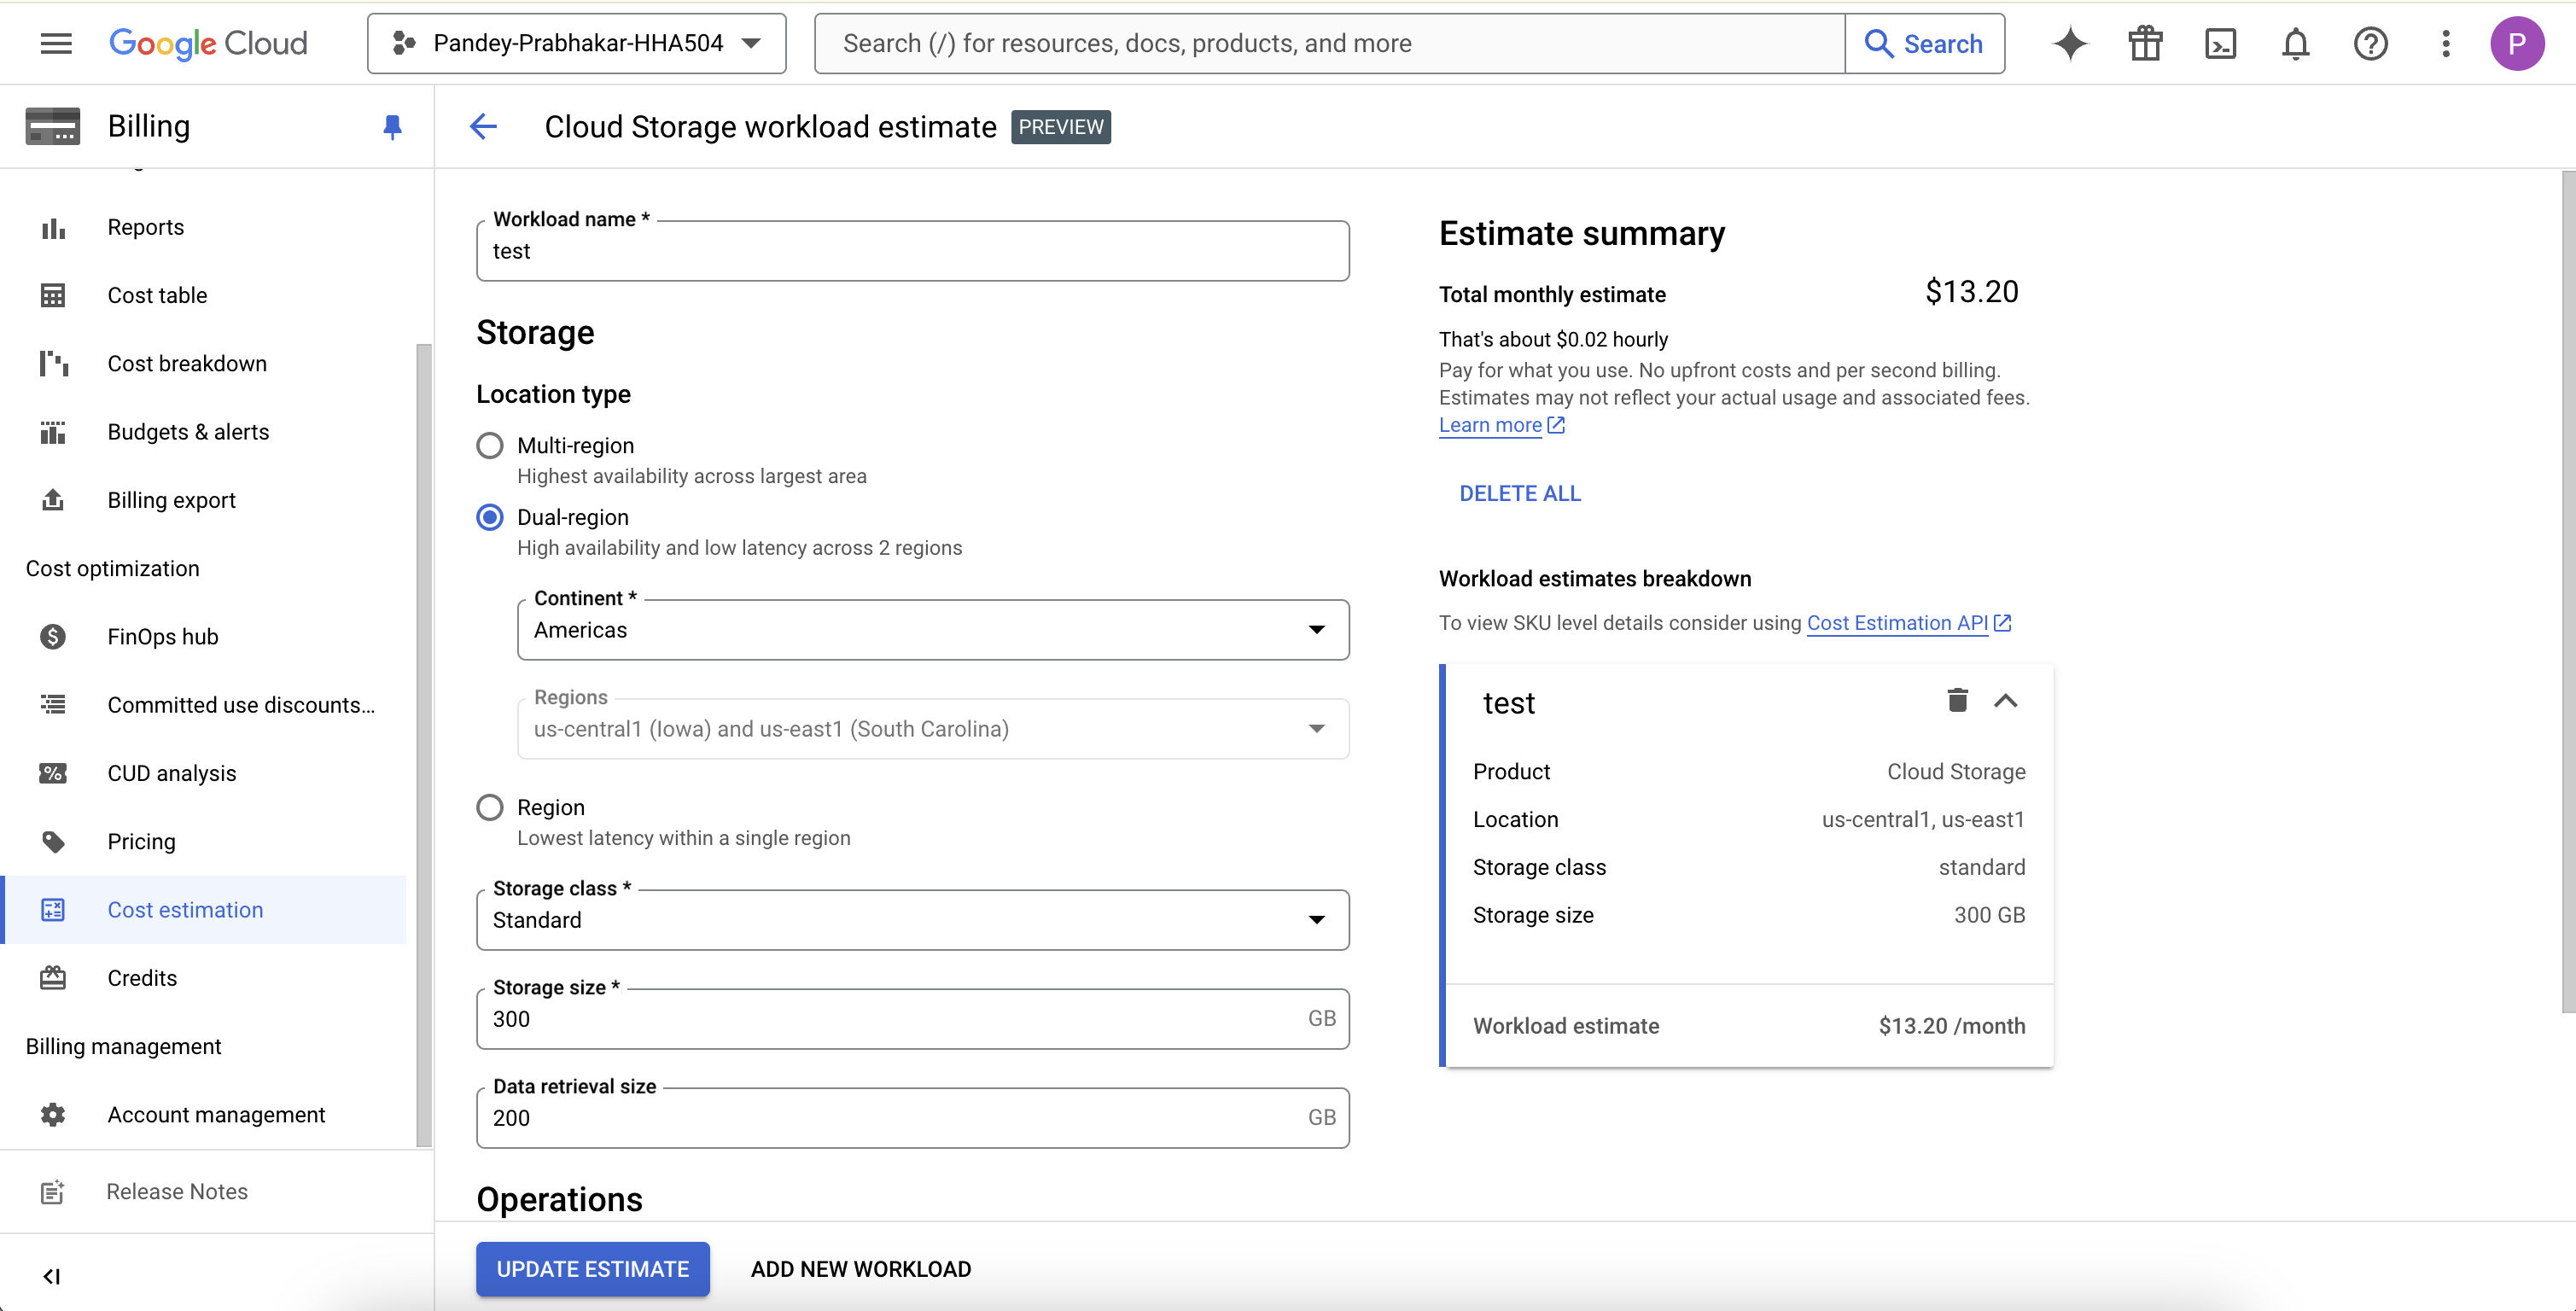 Google Cloud
Pandey-Prabhakar-HHA504
Search (/) for resources, docs, products, and more
Search
P
Billing
Cloud Storage workload estimate PREVIEW
Reports
Cost table
Cost breakdown
Budgets & alerts
Billing export
Cost optimization
FinOps hub
Committed use discounts...
CUD analysis
Pricing
Cost estimation
Credits
Billing management
Account management
Release Notes
Workload name *
test
Storage
Location type
Multi-region
Highest availability across largest area
Dual-region
High availability and low latency across 2 regions
Continent *
Americas
Regions
us-central1 (Iowa) and us-east1 (South Carolina)
Region
Lowest latency within a single region
Storage class *
Standard
Storage size *
300 GB
Data retrieval size
200 GB
Operations
UPDATE ESTIMATE
ADD NEW WORKLOAD
Estimate summary
Total monthly estimate $13.20
That's about $0.02 hourly
Pay for what you use. No upfront costs and per second billing.
Estimates may not reflect your actual usage and associated fees.
Learn more
DELETE ALL
Workload estimates breakdown
To view SKU level details consider using Cost Estimation API
test
Product Cloud Storage
Location us-central1, us-east1
Storage class standard
Storage size 300 GB
Workload estimate $13.20 /month